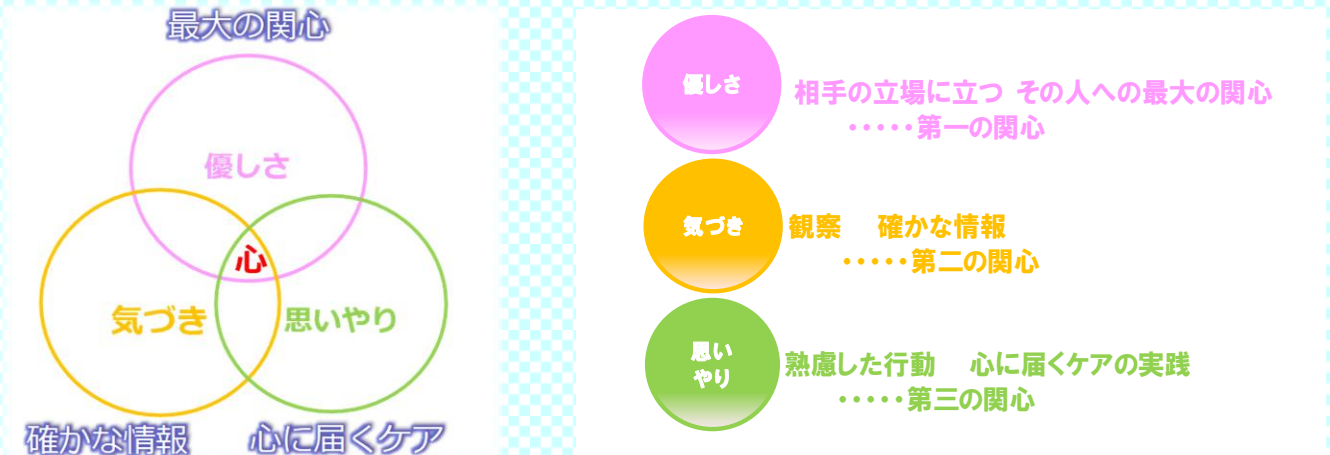 最大の関心
優しさ
心
気づき
思いやり
確かな情報
心に届くケア
優しさ
相手の立場に立つ その人への最大の関心
・・・・・第一の関心
気づき
観察　確かな情報
・・・・・第二の関心
思い
やり
熟慮した行動　心に届くケアの実践
・・・・・第三の関心